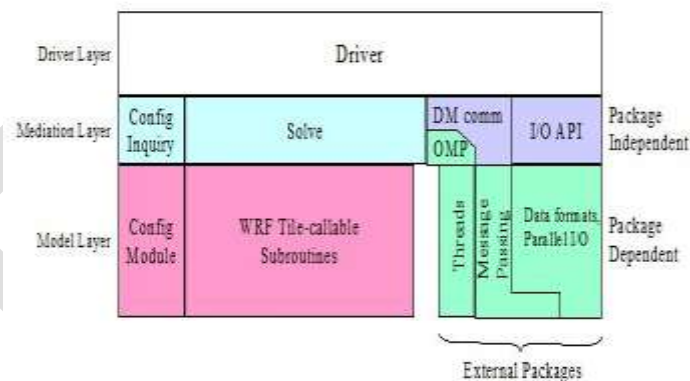 Driver Layer
Driver
Mediation Layer
Config
Inquiry
Solve
DM comm
OMP
I/O API
Package
Independent
Model Layer
Config
Module
WRF Tile-callable
Subroutines
Threads
Message
Passing
Data formats,
Parallel I/O
Package
Dependent
External Packages